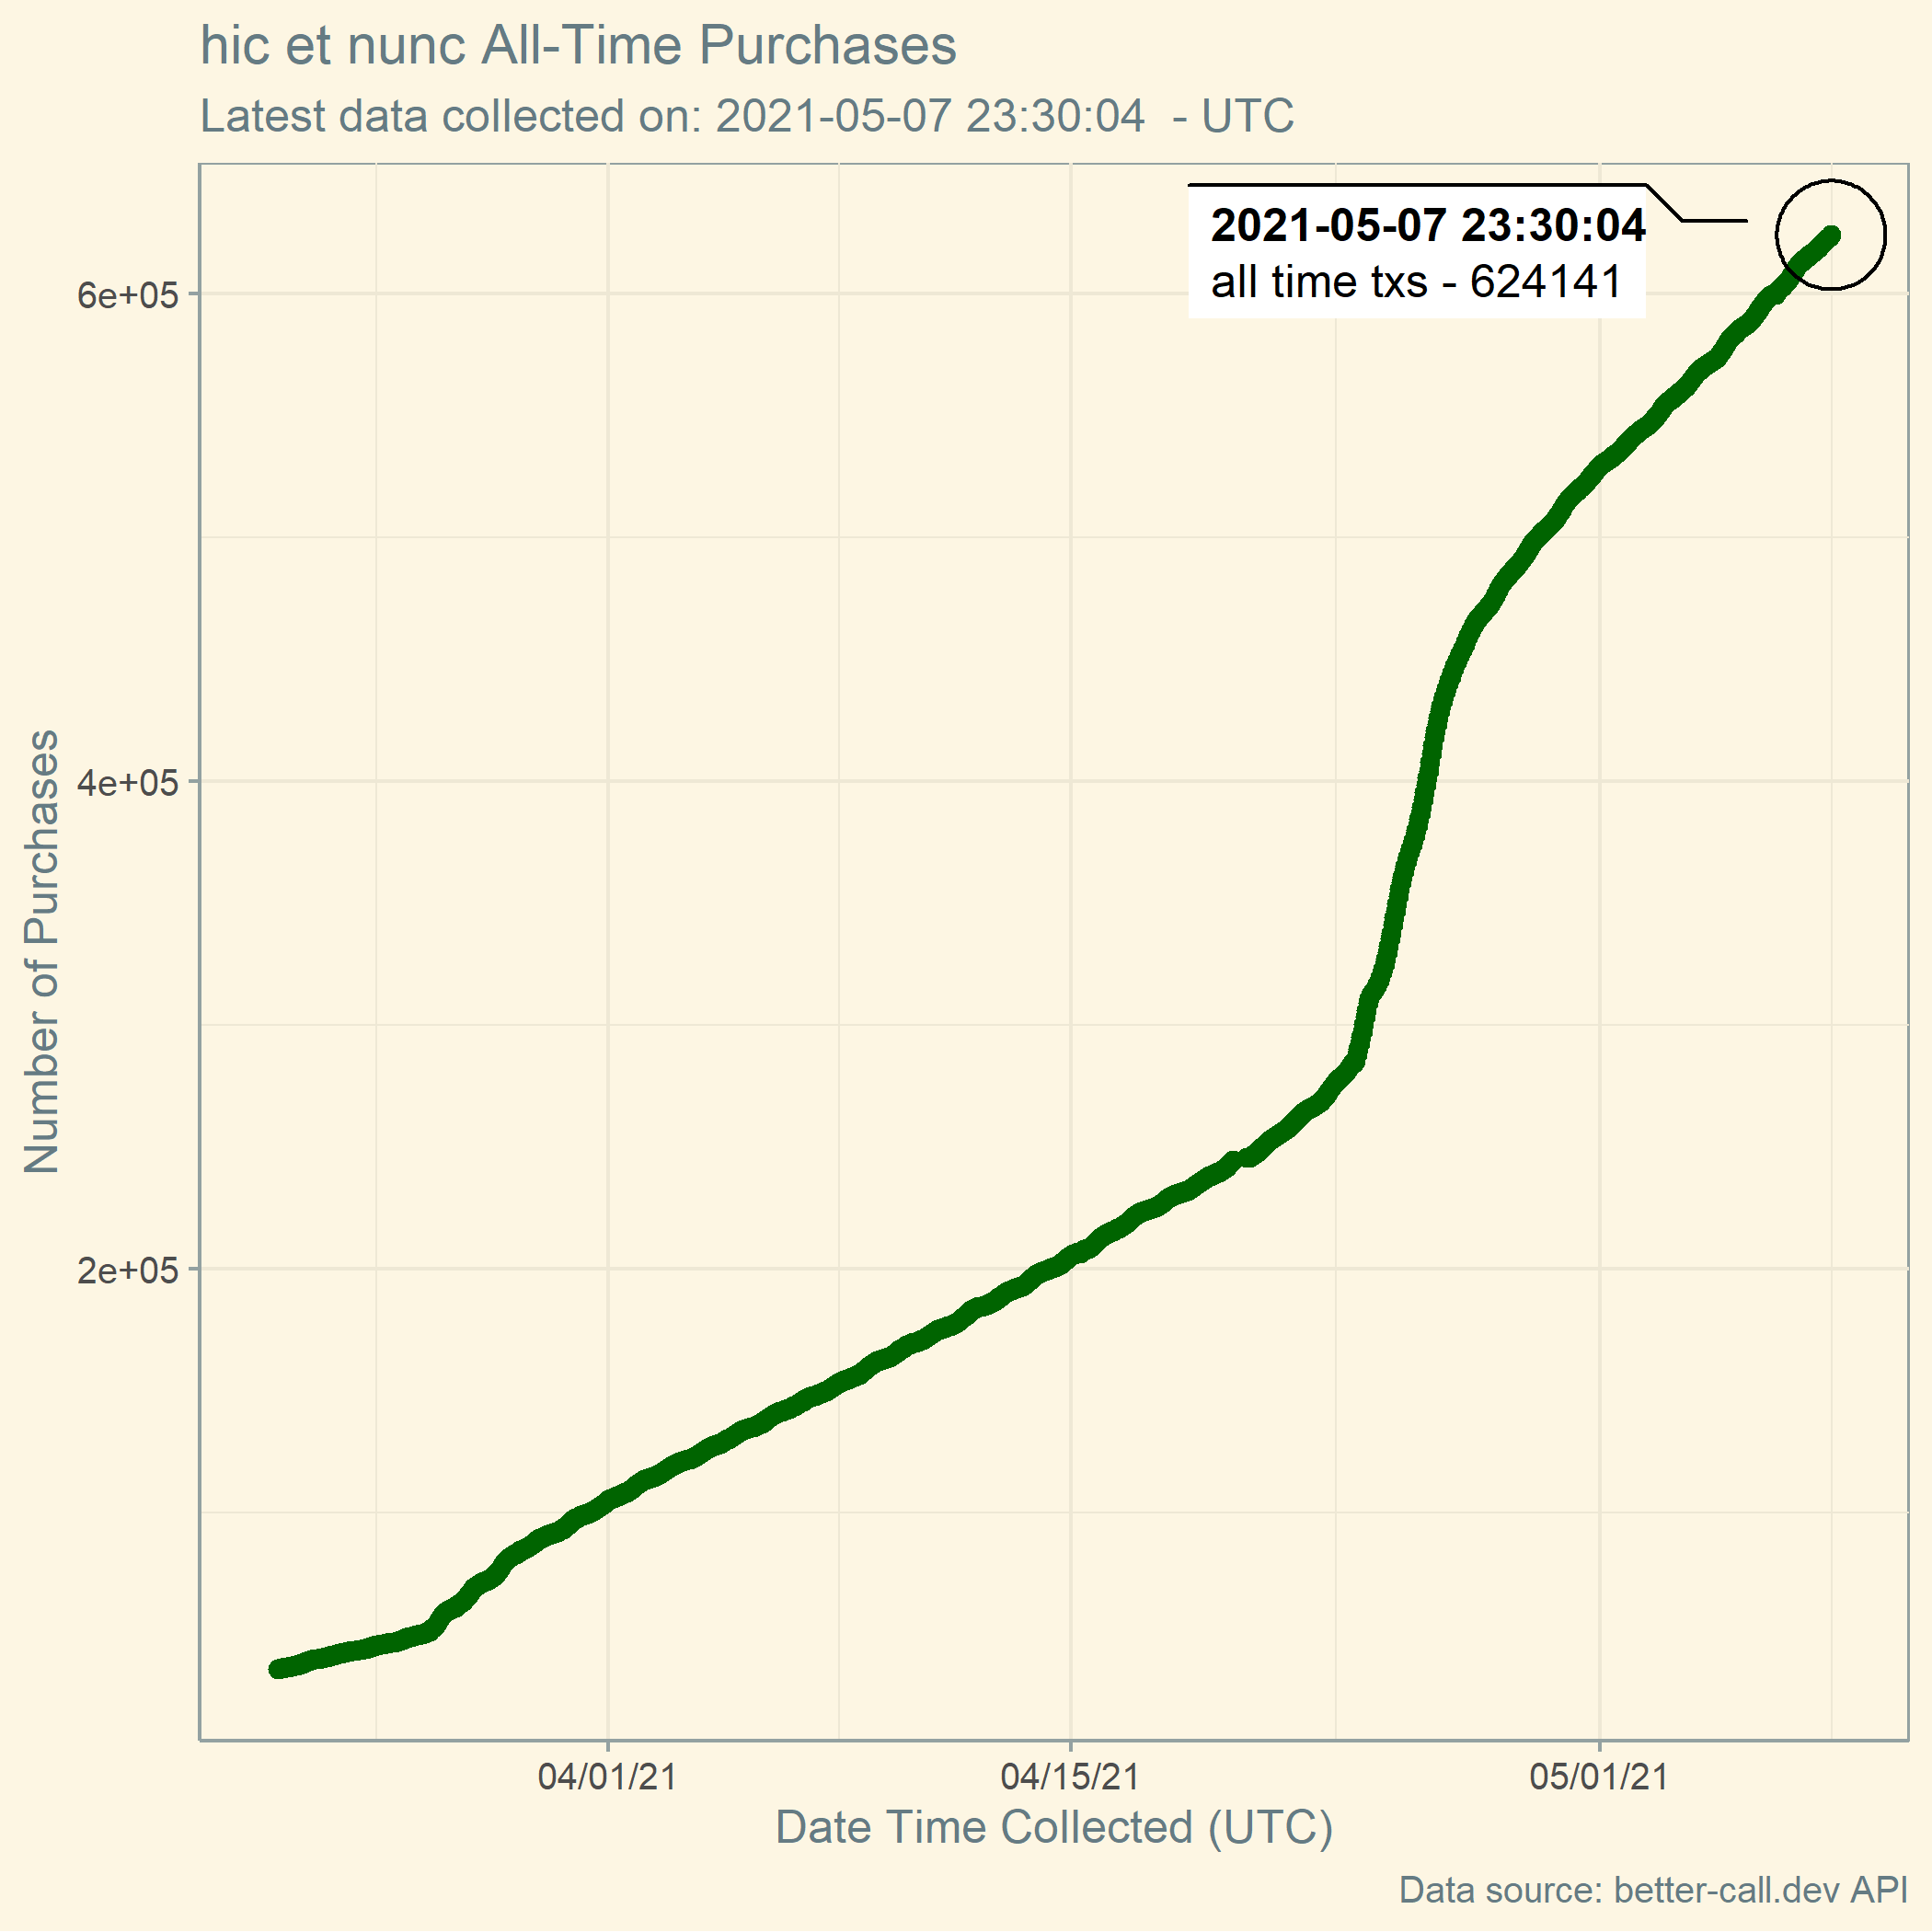 hic et nunc All-Time Purchases
Latest data collected on: 2021-05-07 23:30:04 - UTC
2021-05-07 23:30:04
all time txs - 624141
6e+05
4e+05
2e+05
Number of Purchases
04/01/21
04/15/21
05/01/21
Date Time Collected (UTC)
Data source: better-call.dev API